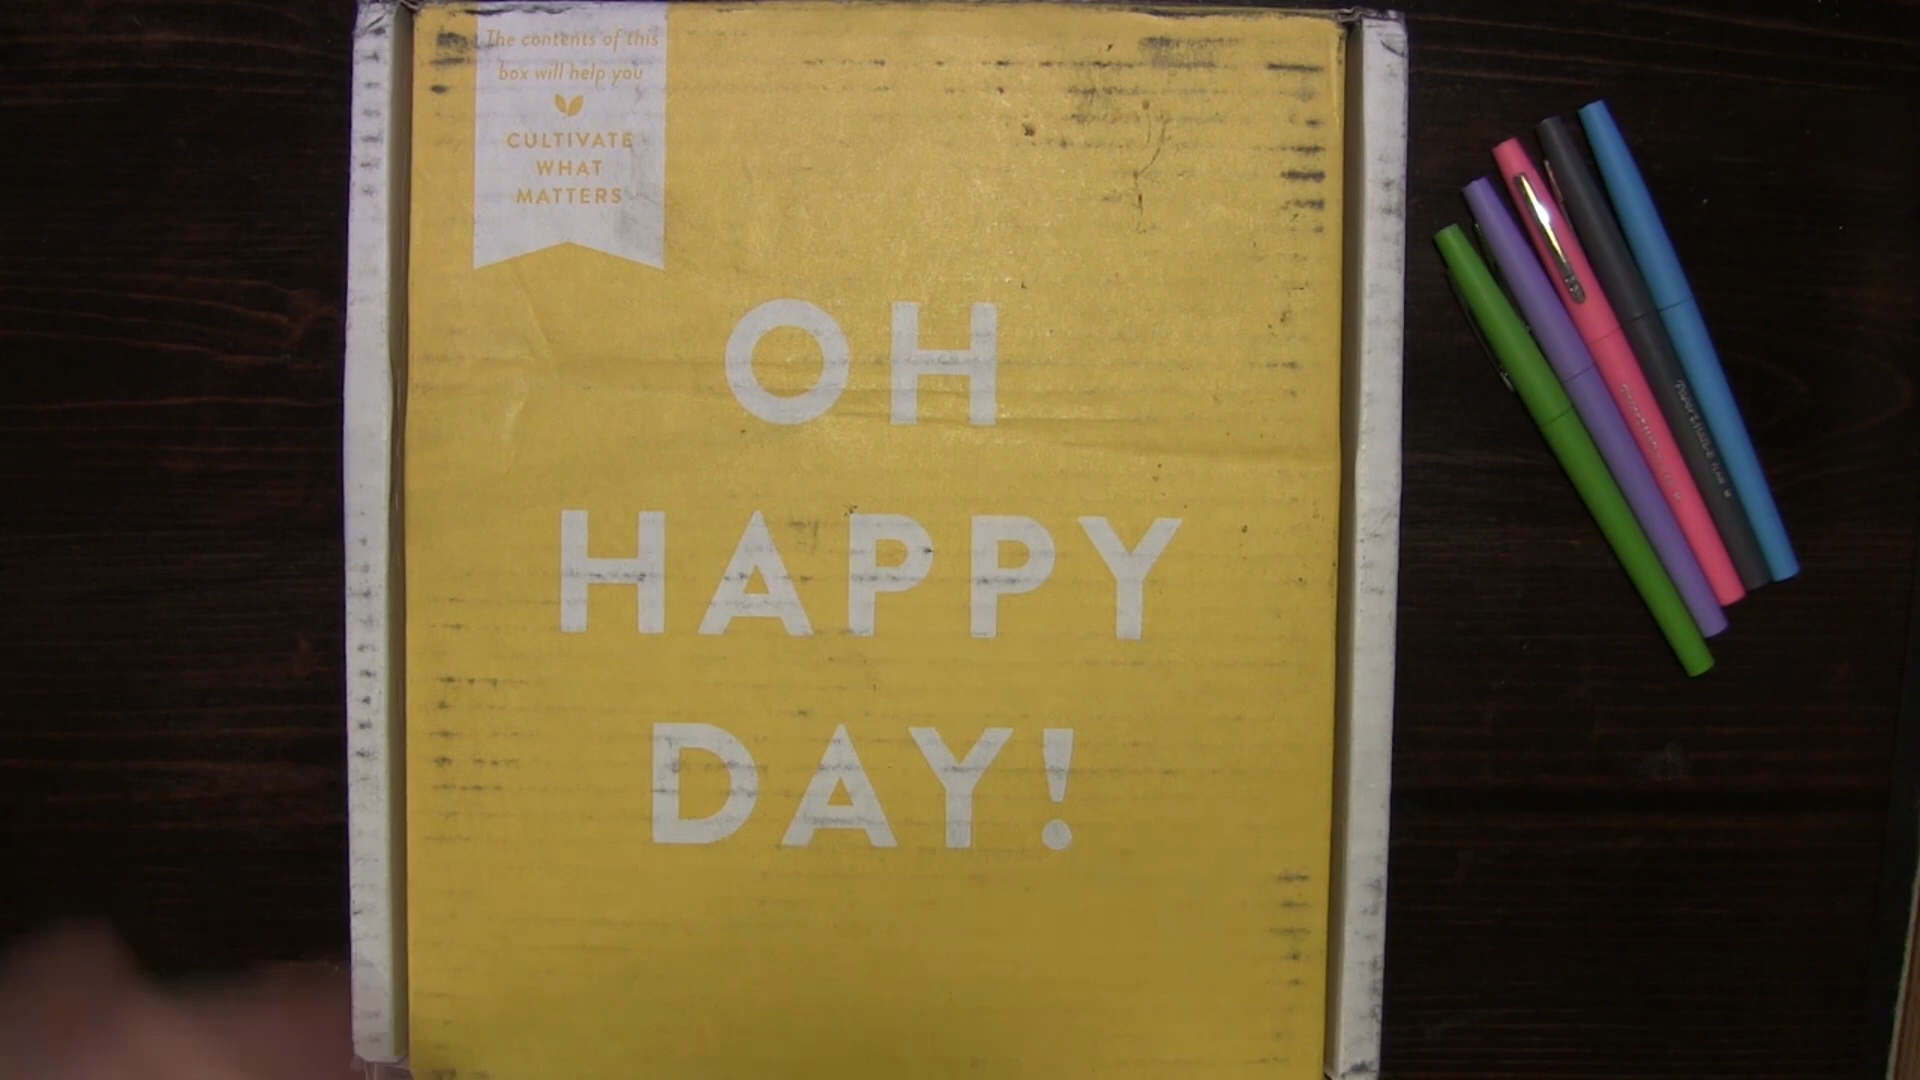 The contents of this
box will help you
CULTIVATE
WHAT
MATTERS
OH
HAPPY
DAY!